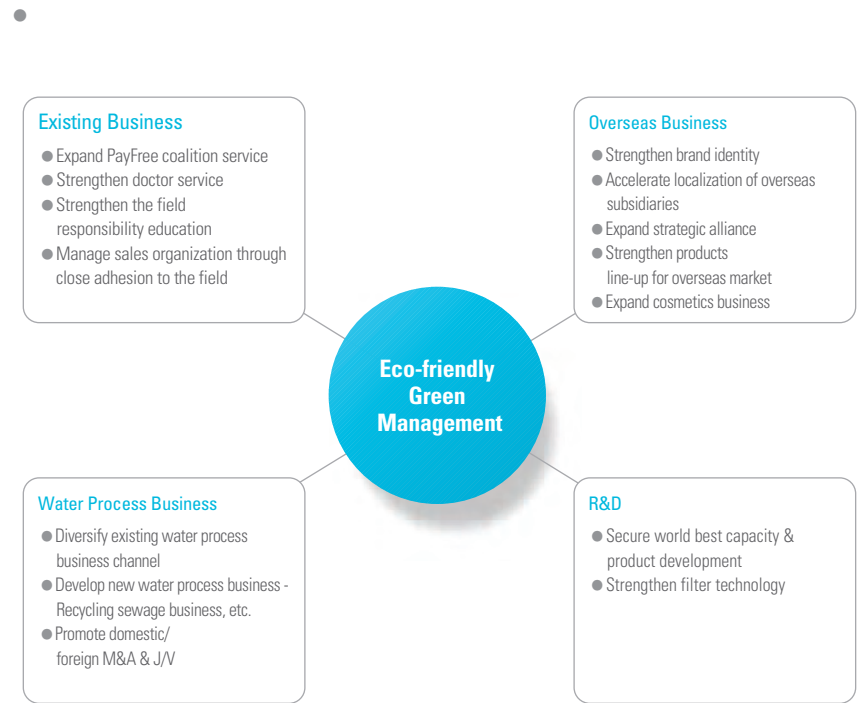 Existing Business
● Expand PayFree coalition service
● Strengthen doctor service
● Strengthen the field
responsibility education
● Manage sales organization through
close adhesion to the field
Overseas Business
● Strengthen brand identity
● Accelerate localization of overseas
subsidiaries
● Expand strategic alliance
● Strengthen products
line-up for overseas market
● Expand cosmetics business
Eco-friendly
Green
Management
Water Process Business
● Diversify existing water process
business channel
● Develop new water process business -
Recycling sewage business, etc.
● Promote domestic/
foreign M&A & J/V
R&D
● Secure world best capacity &
product development
● Strengthen filter technology